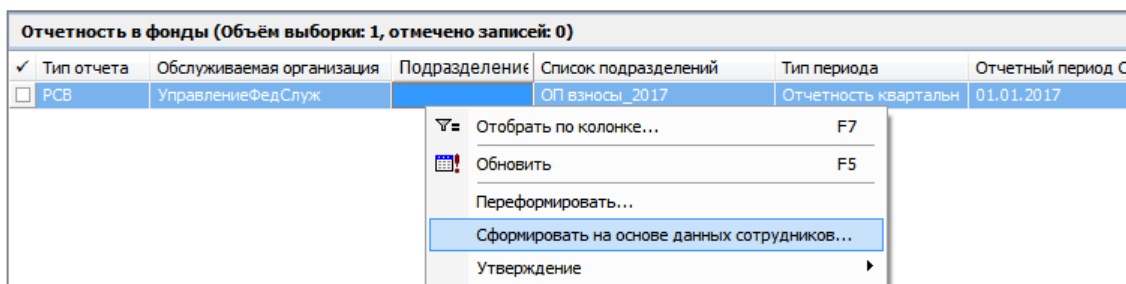 Отчетность в фонды (Объём выборки: 1, отмечено записей: 0)
✓ Тип отчета Обслуживаемая организация Подразделение Список подразделений Тип периода Отчетный период С
РСВ УправлениеФедСлуж ОП взносы_2017 Отчетность квартальн 01.01.2017
Отобрать по колонке... F7
Обновить F5
Переформировать...
Сформировать на основе данных сотрудников...
Утверждение